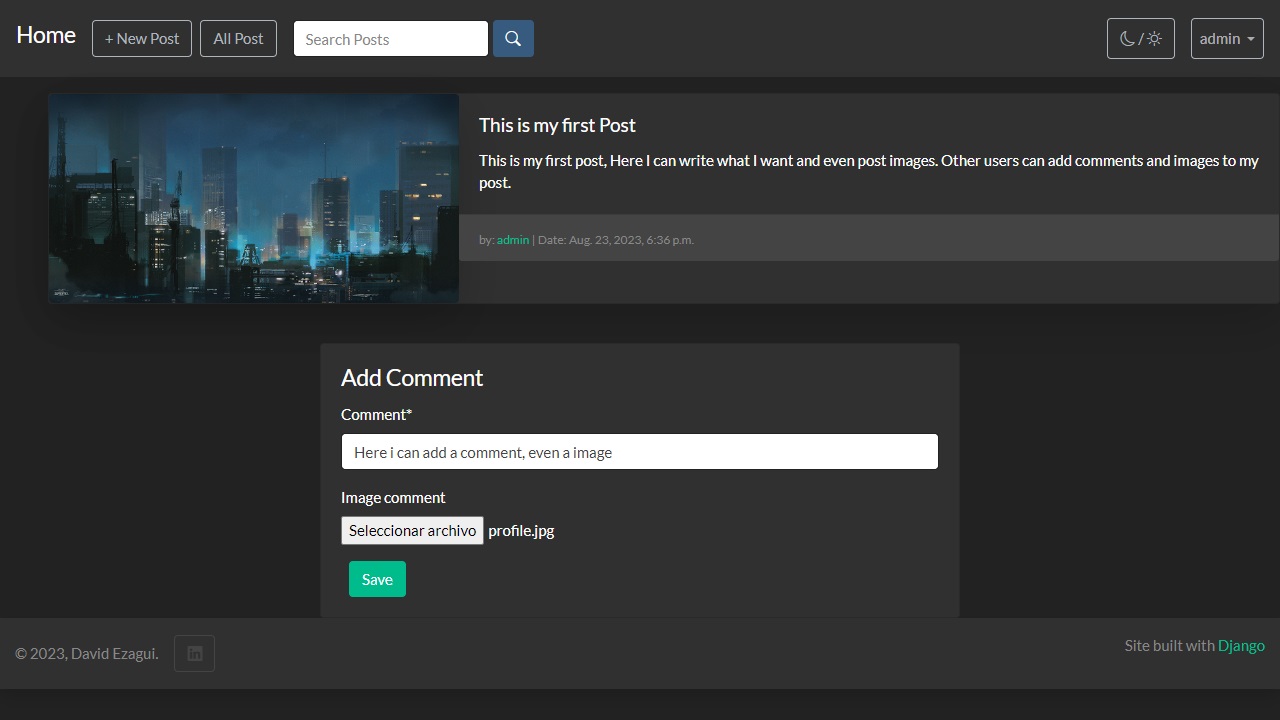 Home
+ New Post
All Post
Search Posts
/
admin
This is my first Post
This is my first post, Here I can write what I want and even post images. Other users can add comments and images to my
post.
by: admin | Date: Aug. 23, 2023, 6:36 p.m.
Add Comment
Comment*
Here i can add a comment, even a image
Image comment
Seleccionar archivo profile.jpg
Save
© 2023, David Ezagui.
in
Site built with Django